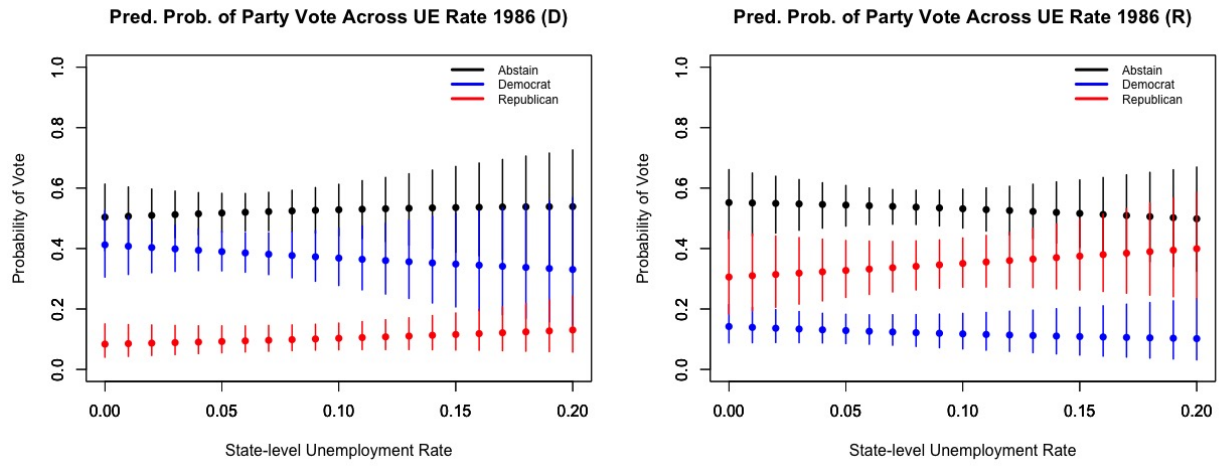 Pred. Prob. of Party Vote Across UE Rate 1986 (D)
Abstain
Democrat
Republican
Probability of Vote
1.0
0.8
0.6
0.4
0.2
0.0
0.00 0.05 0.10 0.15 0.20
State-level Unemployment Rate
Pred. Prob. of Party Vote Across UE Rate 1986 (R)
Abstain
Democrat
Republican
Probability of Vote
1.0
0.8
0.6
0.4
0.2
0.0
0.00 0.05 0.10 0.15 0.20
State-level Unemployment Rate